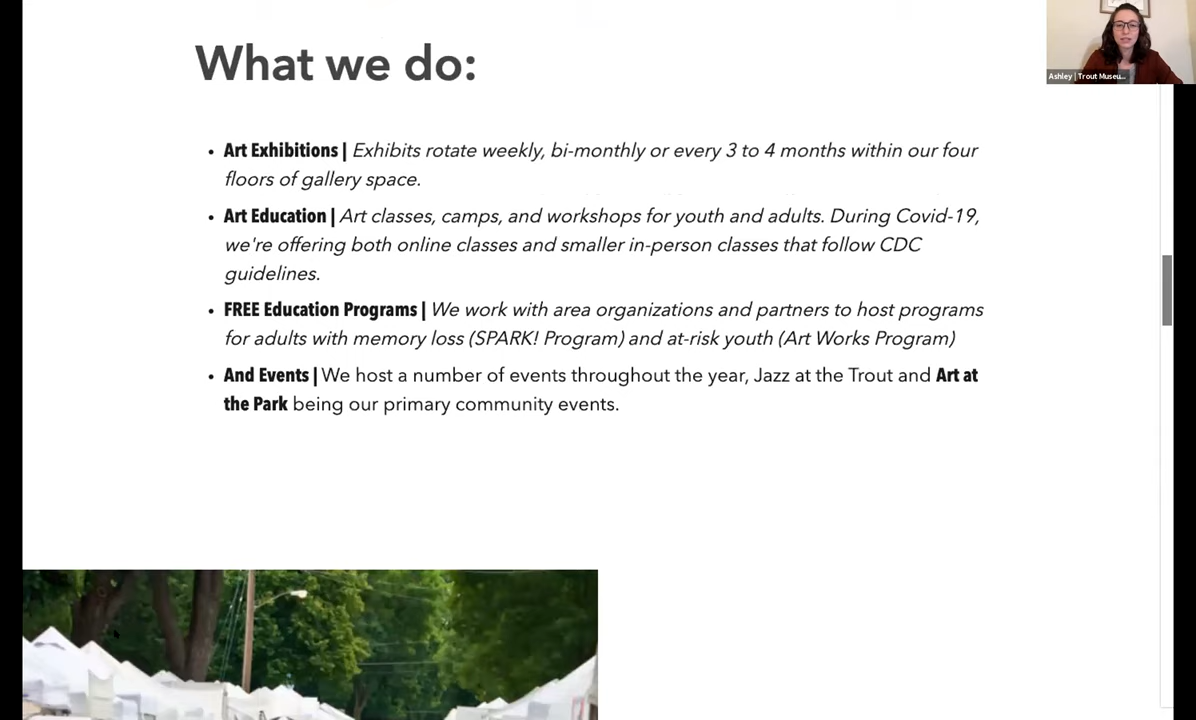 What we do:
Ashley | Trout Museu...
• Art Exhibitions | Exhibits rotate weekly, bi-monthly or every 3 to 4 months within our four
floors of gallery space.
• Art Education | Art classes, camps, and workshops for youth and adults. During Covid-19,
we're offering both online classes and smaller in-person classes that follow CDC
guidelines.
• FREE Education Programs | We work with area organizations and partners to host programs
for adults with memory loss (SPARK! Program) and at-risk youth (Art Works Program)
• And Events | We host a number of events throughout the year, Jazz at the Trout and Art at
the Park being our primary community events.